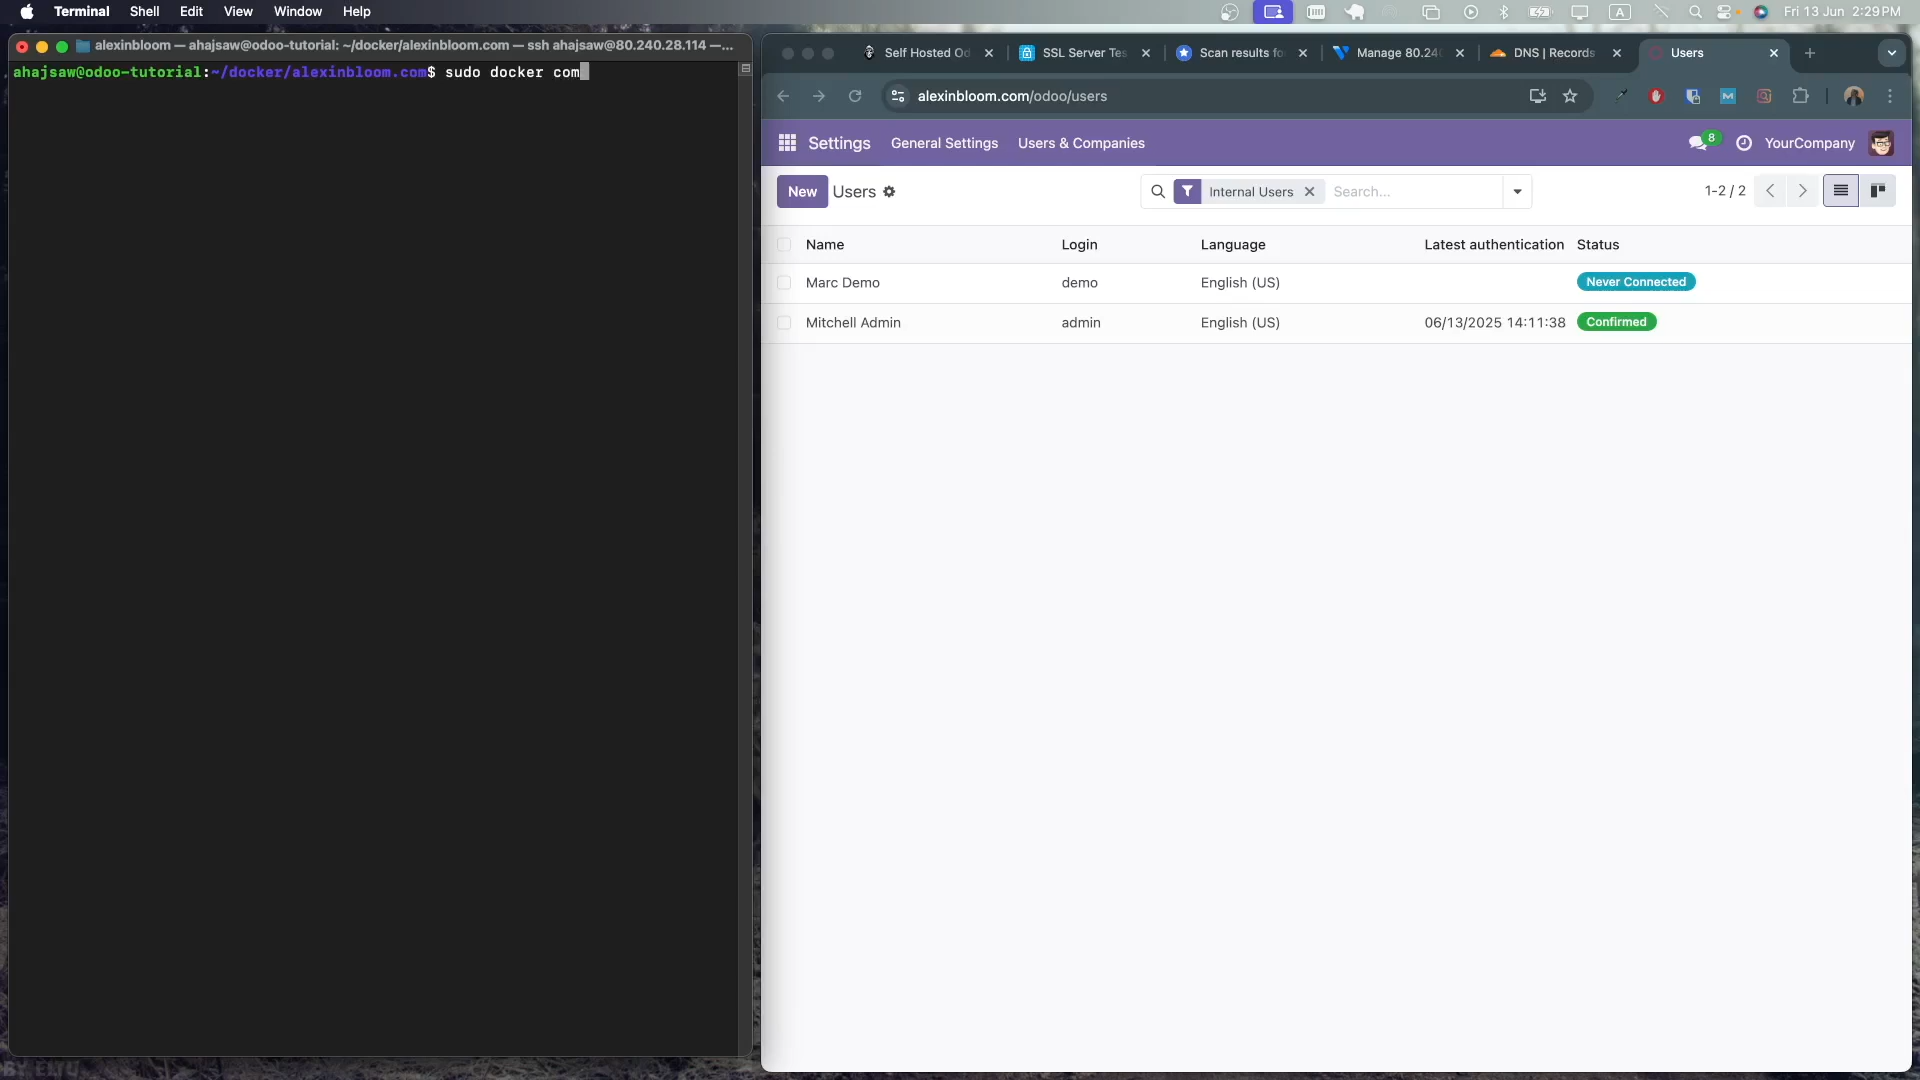 Terminal Shell Edit View Window Help
A Fri 13 Jun 2:29 PM
alexinbloom — ahajsaw@odoo-tutorial: ~/docker/alexinbloom.com — ssh ahajsaw@80.240.28.114 —...
ahajsaw@odoo-tutorial:~/docker/alexinbloom.com$ sudo docker com
Self Hosted Od
SSL Server Tes
Scan results fo
Manage 80.240
DNS | Records
Users
alexinbloom.com/odoo/users
Settings General Settings Users & Companies 8 YourCompany
New Users Internal Users Search... 1-2 / 2
Name Login Language Latest authentication Status
Marc Demo demo English (US) Never Connected
Mitchell Admin admin English (US) 06/13/2025 14:11:38 Confirmed